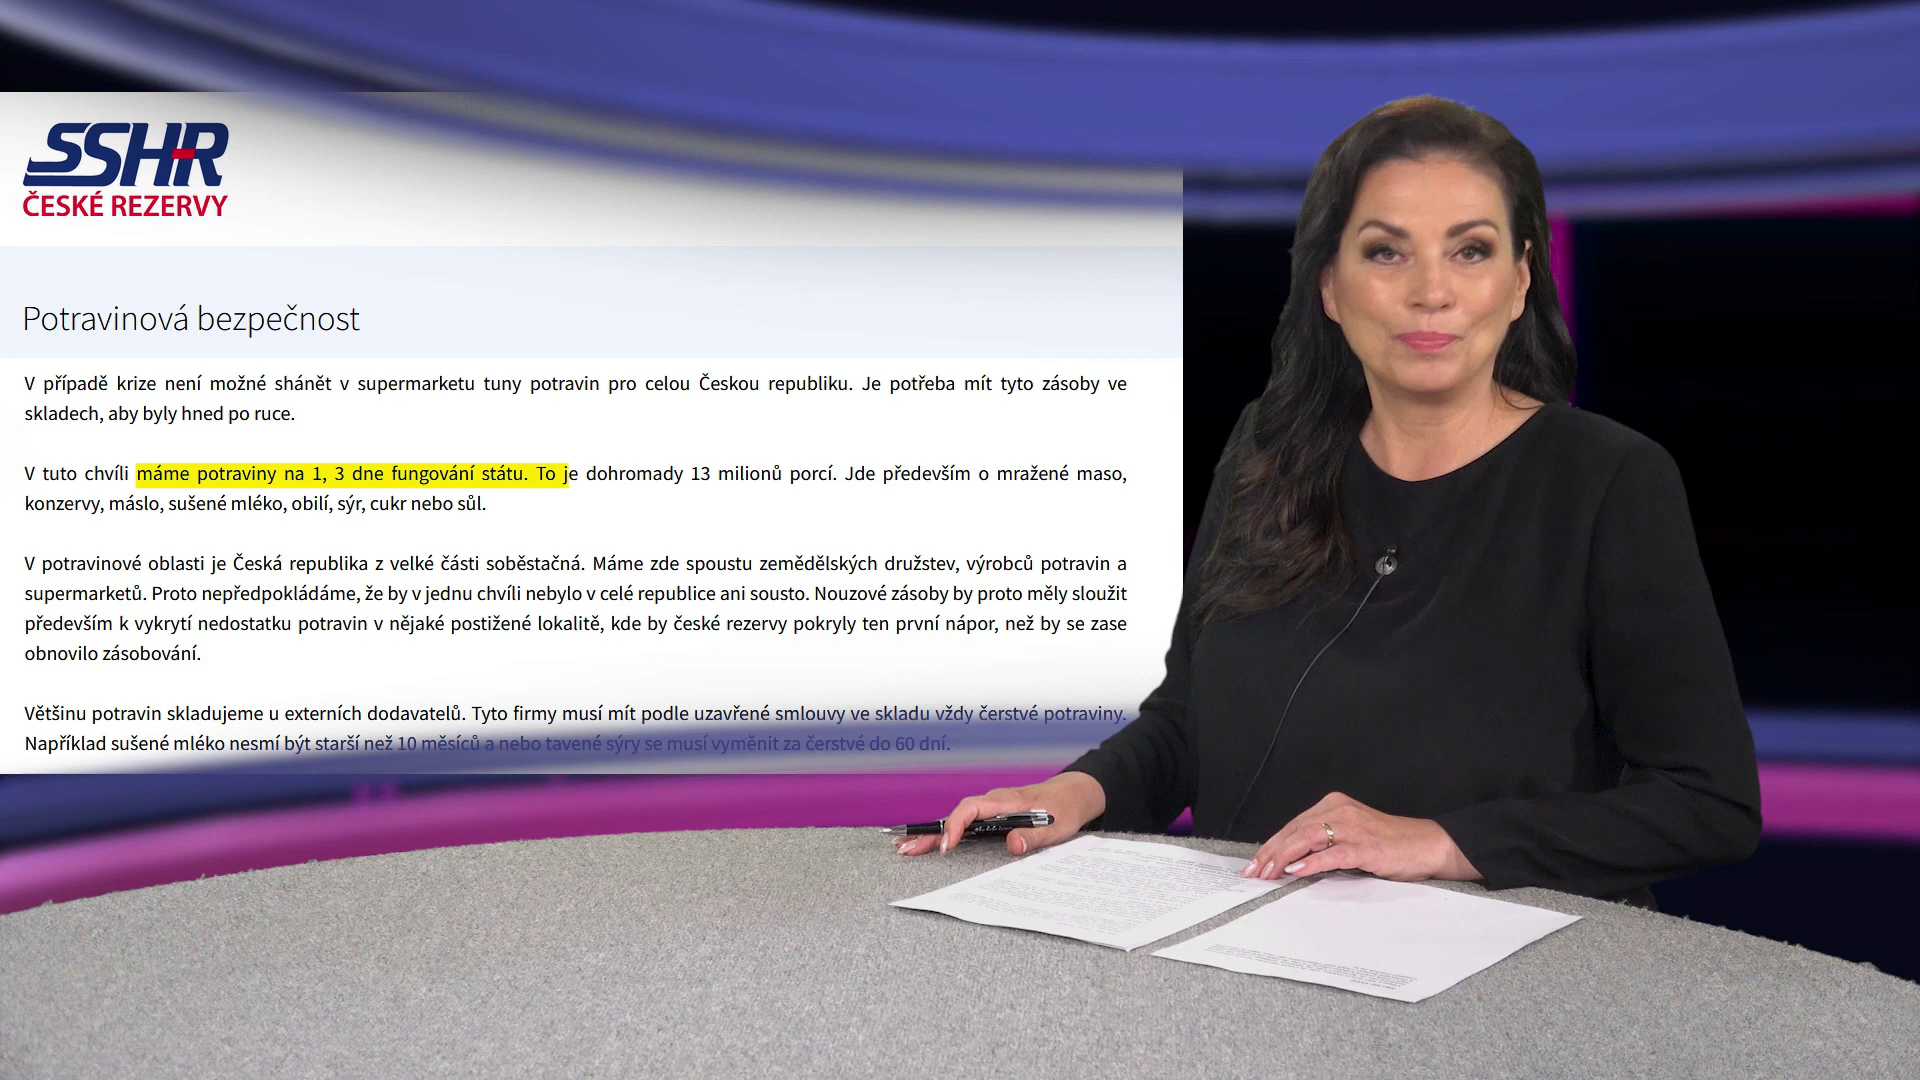 SSHR
ČESKÉ REZERVY
Potravinová bezpečnost
V případě krize není možné shánět v supermarketu tuny potravin pro celou Českou republiku. Je potřeba mít tyto zásoby ve
skladech, aby byly hned po ruce.
V tuto chvíli máme potraviny na 1, 3 dne fungování státu. To je dohromady 13 milionů porcí. Jde především o mražené maso,
konzervy, máslo, sušené mléko, obilí, sýr, cukr nebo sůl.
V potravinové oblasti je Česká republika z velké části soběstačná. Máme zde spoustu zemědělských družstev, výrobců potravin a
supermarketů. Proto nepředpokládáme, že by v jednu chvíli nebylo v celé republice ani sousto. Nouzové zásoby by proto měly sloužit
především k vykrytí nedostatku potravin v nějaké postižené lokalitě, kde by české rezervy pokryly ten první nápor, než by se zase
obnovilo zásobování.
Většinu potravin skladujeme u externích dodavatelů. Tyto firmy musí mít podle uzavřené smlouvy ve skladu vždy čerstvé potraviny.
Například sušené mléko nesmí být starší než 10 měsíců a nebo tavené sýry se musí vyměnit za čerstvé do 60 dní.